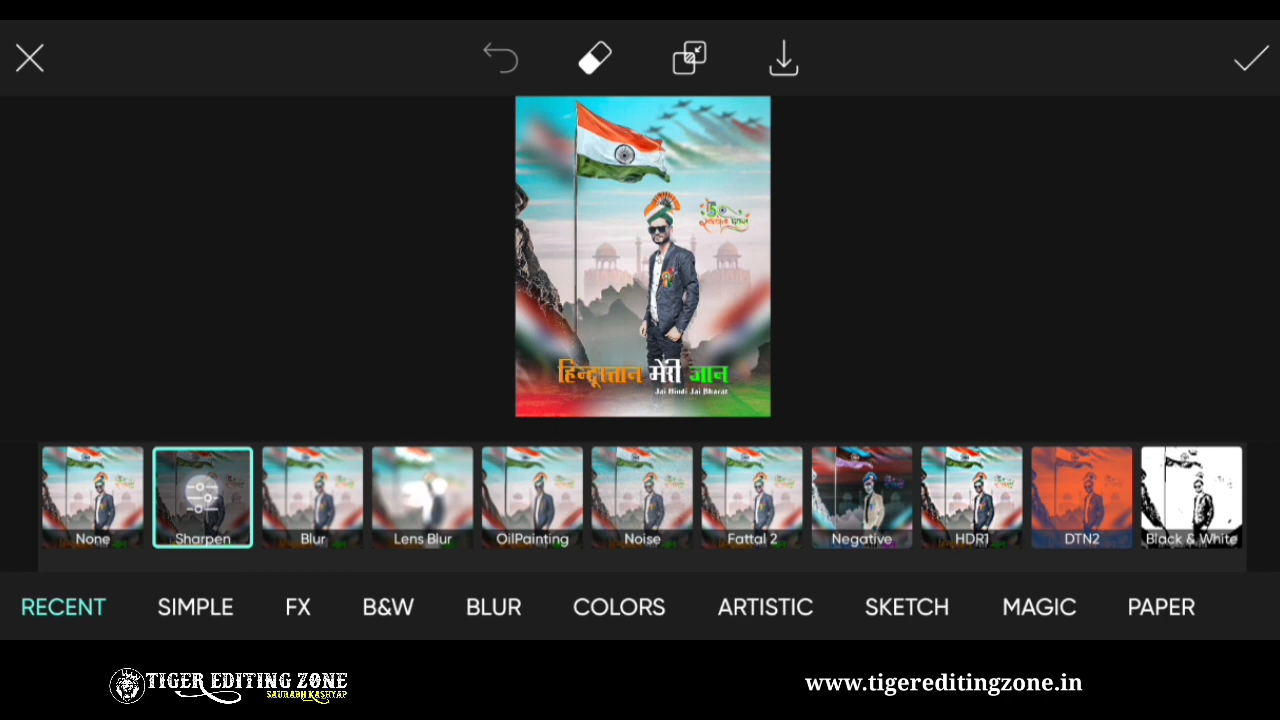 हिन्दुस्तान मेरी जान
Jai Hindi Jai Bharat
None Sharpen Blur Lens Blur OilPainting Noise Fattal 2 Negative HDR1 DTN2 Black & White
RECENT SIMPLE FX B&W BLUR COLORS ARTISTIC SKETCH MAGIC PAPER
TIGER EDITING ZONE
SAURABH KASHYAP
www.tigereditingzone.in